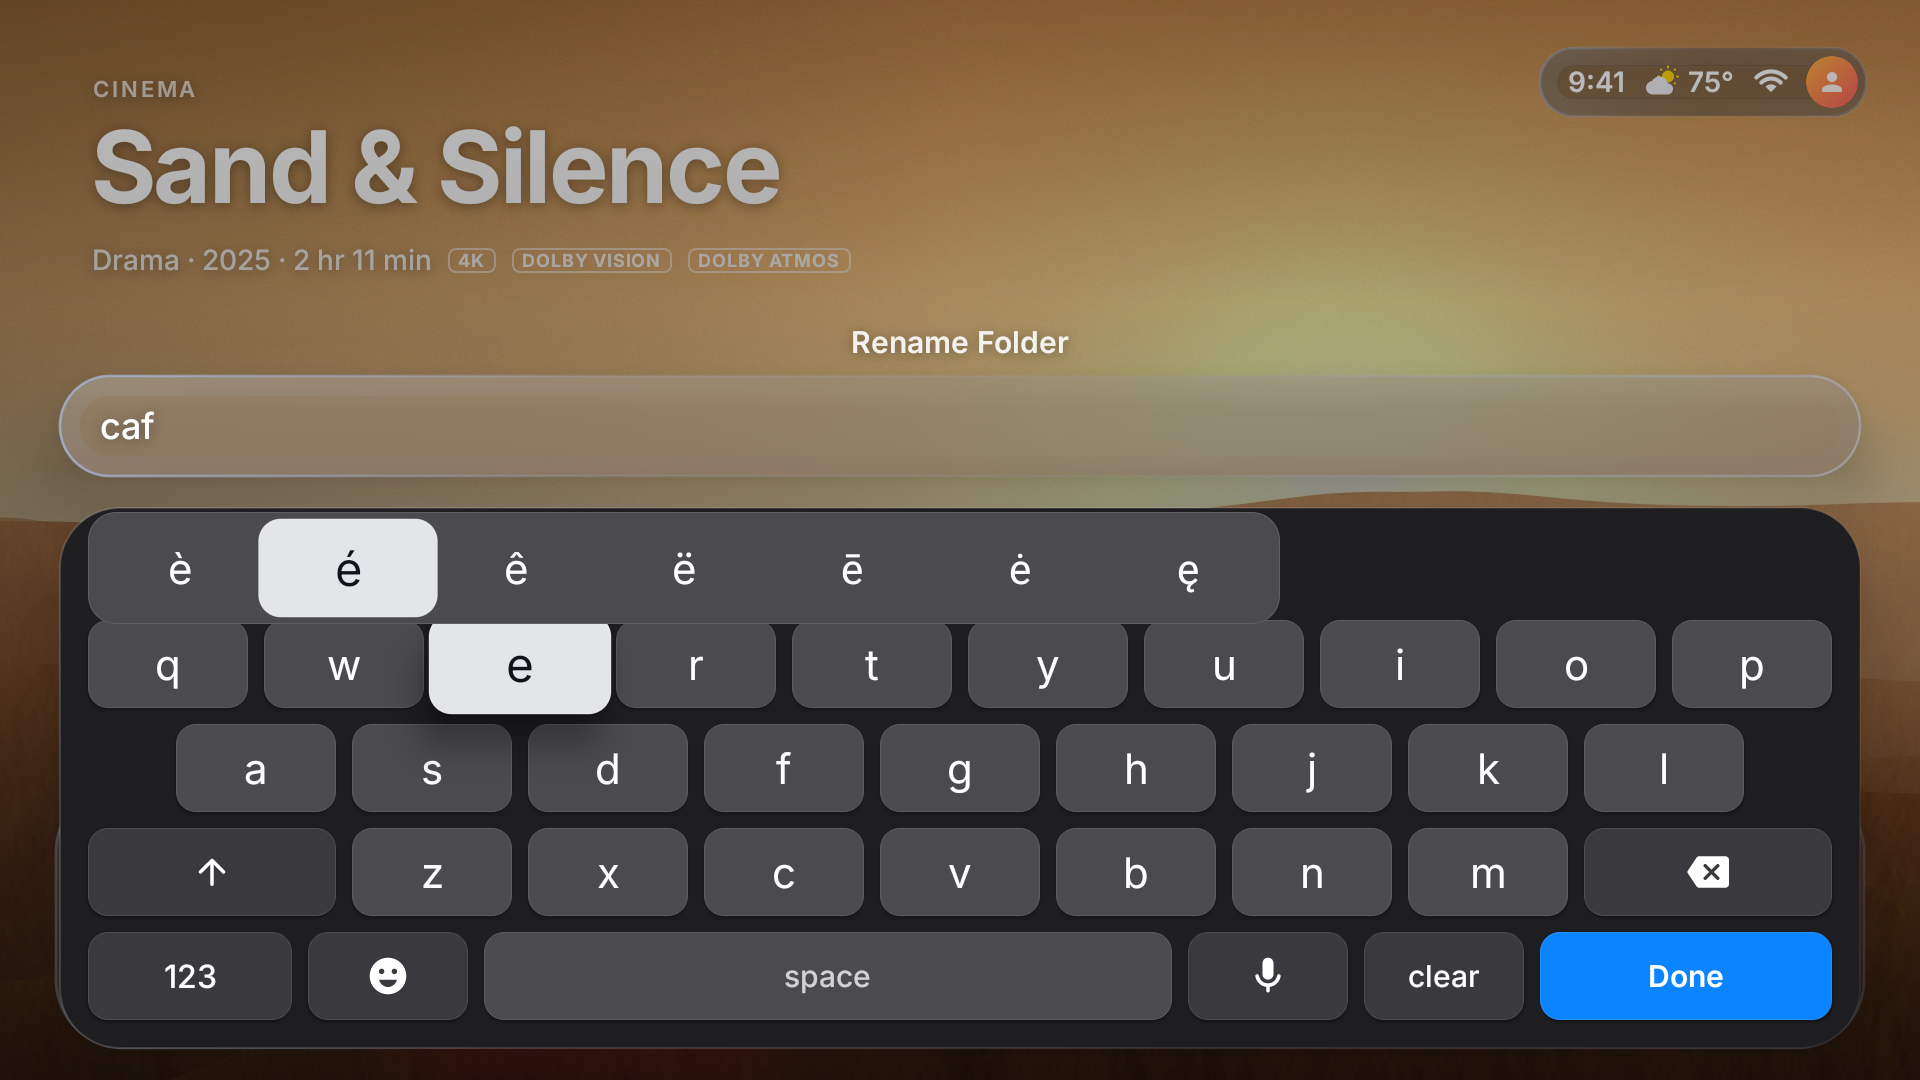 CINEMA
9:41 75°
Sand & Silence
Drama · 2025 · 2 hr 11 min 4K DOLBY VISION DOLBY ATMOS
Rename Folder
caf
è é ê ë ē ė ę
q w e r t y u i o p
a s d f g h j k l
z x c v b n m
123 space clear Done